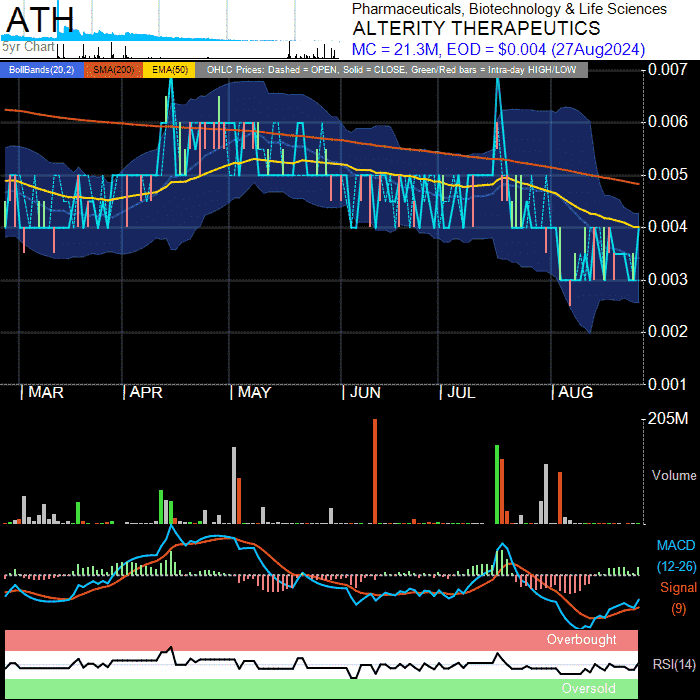 ATH
5yr Chart
Pharmaceuticals, Biotechnology & Life Sciences
ALTERITY THERAPEUTICS
MC = 21.3M, EOD = $0.004 (27Aug2024)
BollBands(20,2) SMA(200) EMA(50) OHLC Prices: Dashed = OPEN, Solid = CLOSE, Green/Red bars = Intra-day HIGH/LOW
0.007
0.006
0.005
0.004
0.003
0.002
0.001
MAR APR MAY JUN JUL AUG
205M
Volume
MACD
(12-26)
Signal
(9)
Overbought
RSI(14)
Oversold